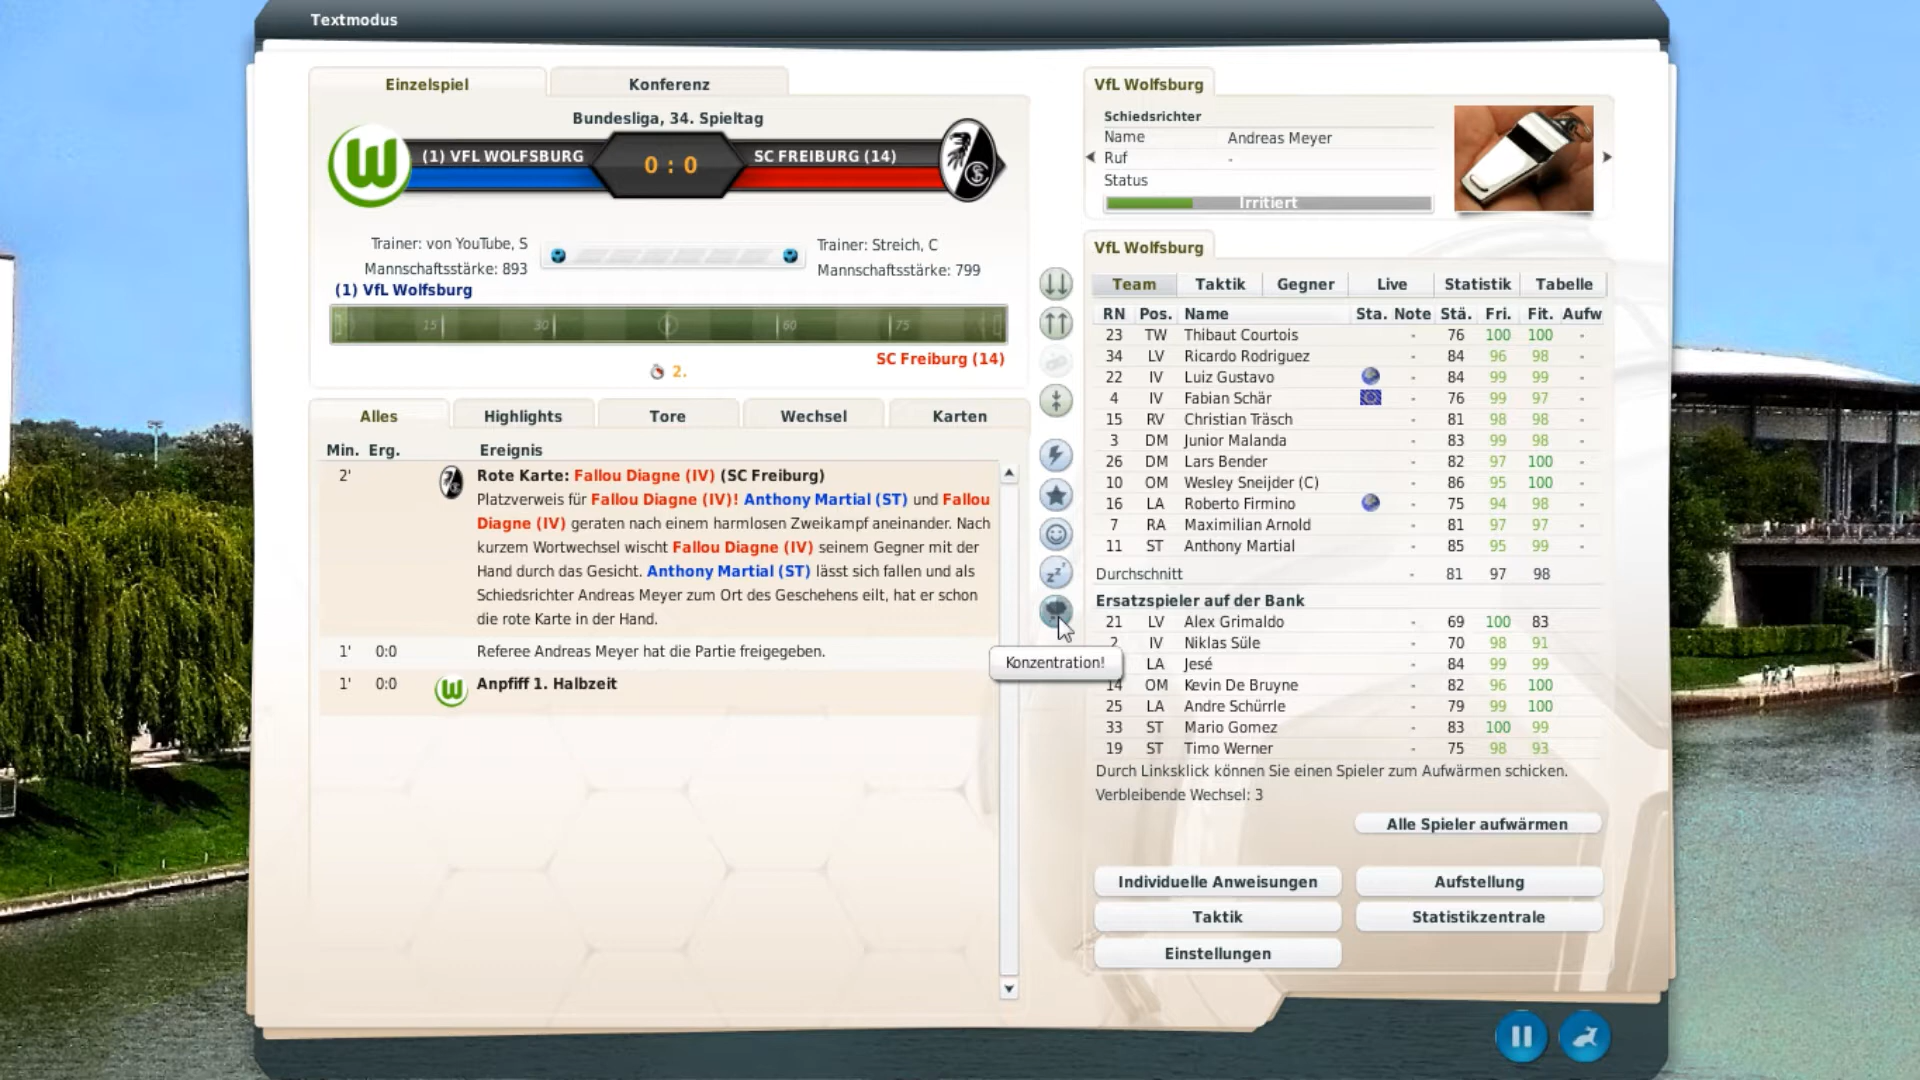 Textmodus
Einzelspiel
Konferenz
Bundesliga, 34. Spieltag
(1) VFL WOLFSBURG
0 : 0
SC FREIBURG (14)
Trainer: von YouTube, S
Mannschaftsstärke: 893
Trainer: Streich, C
Mannschaftsstärke: 799
(1) VfL Wolfsburg
15 30 60 75
SC Freiburg (14)
2.
Alles Highlights Tore Wechsel Karten
Min. Erg. Ereignis
2' Rote Karte: Fallou Diagne (IV) (SC Freiburg)
Platzverweis für Fallou Diagne (IV)! Anthony Martial (ST) und Fallou
Diagne (IV) geraten nach einem harmlosen Zweikampf aneinander. Nach
kurzem Wortwechsel wischt Fallou Diagne (IV) seinem Gegner mit der
Hand durch das Gesicht. Anthony Martial (ST) lässt sich fallen und als
Schiedsrichter Andreas Meyer zum Ort des Geschehens eilt, hat er schon
die rote Karte in der Hand.
1' 0:0 Referee Andreas Meyer hat die Partie freigegeben.
1' 0:0 Anpfiff 1. Halbzeit
Konzentration!
VfL Wolfsburg
Schiedsrichter
Name Andreas Meyer
Ruf -
Status
Irritiert
VfL Wolfsburg
Team Taktik Gegner Live Statistik Tabelle
RN Pos. Name Sta. Note Stä. Fri. Fit. Aufw
23 TW Thibaut Courtois - 76 100 100 -
34 LV Ricardo Rodriguez - 84 96 98 -
22 IV Luiz Gustavo - 84 99 99 -
4 IV Fabian Schär - 76 99 97 -
15 RV Christian Träsch - 81 98 98 -
3 DM Junior Malanda - 83 99 98 -
26 DM Lars Bender - 82 97 100 -
10 OM Wesley Sneijder (C) - 86 95 100 -
16 LA Roberto Firmino - 75 94 98 -
7 RA Maximilian Arnold - 81 97 97 -
11 ST Anthony Martial - 85 95 99 -
Durchschnitt - 81 97 98
Ersatzspieler auf der Bank
21 LV Alex Grimaldo - 69 100 83
2 IV Niklas Süle - 70 98 91
LA Jesé - 84 99 99
14 OM Kevin De Bruyne - 82 96 100
25 LA Andre Schürrle - 79 99 100
33 ST Mario Gomez - 83 100 99
19 ST Timo Werner - 75 98 93
Durch Linksklick können Sie einen Spieler zum Aufwärmen schicken.
Verbleibende Wechsel: 3
Alle Spieler aufwärmen
Individuelle Anweisungen
Aufstellung
Taktik
Statistikzentrale
Einstellungen